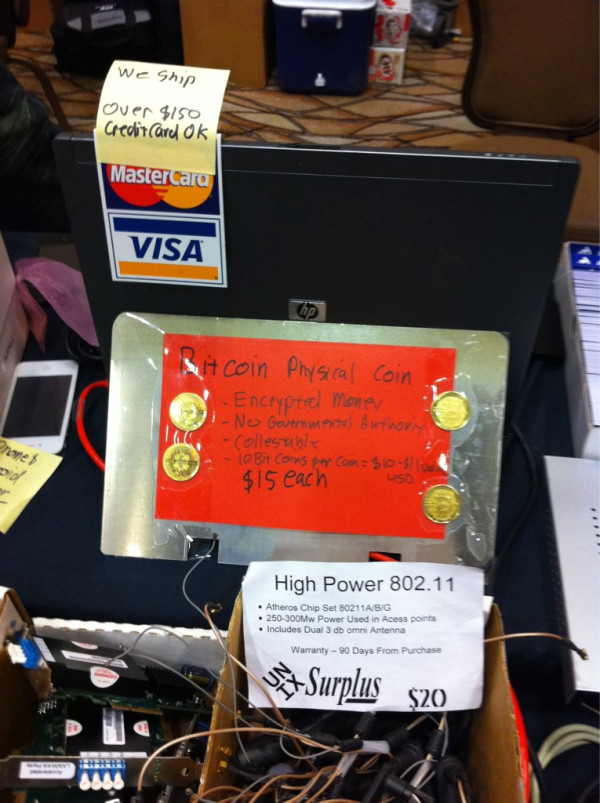 We Ship
Over $150
Credit Card OK
MasterCard
VISA
hp
Bitcoin Physical Coin
- Encrypted Money
- No Governmental Authority
- Collectable
- 10 Bit Coins per Coin = $10-
USD
$15 each
High Power 802.11
• Atheros Chip Set 80211A/B/G
• 250-300Mw Power Used in Acess points
• Includes Dual 3 db omni Antenna
Warranty – 90 Days From Purchase
Surplus
$20